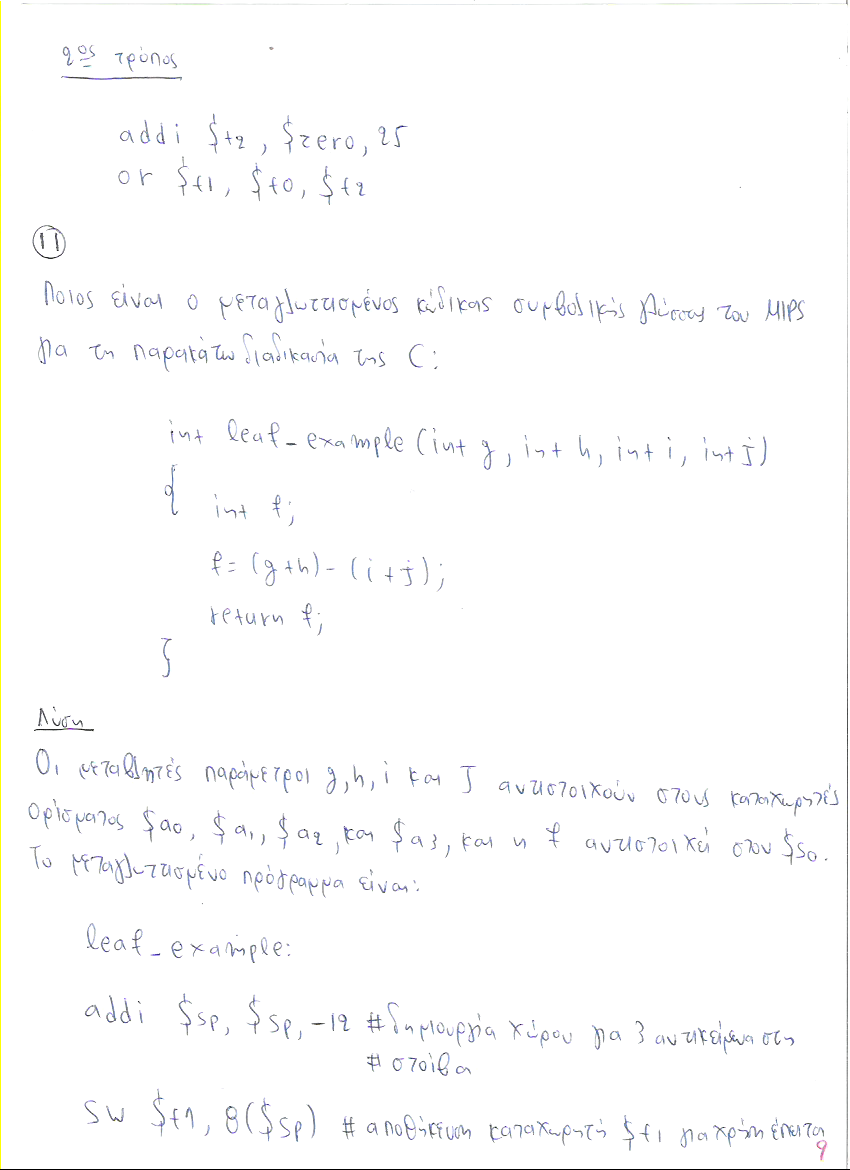 2ος τρόπος
addi $t2, $zero, 25
or $t1, $t0, $t2
11
Ποιος είναι ο μεταγλωττισμένος κώδικας συμβολικής γλώσσας του MIPS
για τη παρακάτω διαδικασία της C:
int leaf_example (int g, int h, int i, int j)
{
int f;
f = (g+h) - (i+j);
return f;
}
Λύση
Οι μεταβλητές παράμετροι g, h, i και J αντιστοιχούν στους καταχωρητές
ορίσματος $a0, $a1, $a2, και $a3, και η f αντιστοιχεί στον $s0.
Το μεταγλωττισμένο πρόγραμμα είναι:
leaf_example:
addi $sp, $sp, -12 #δημιουργία χώρου για 3 αντικείμενα στη
# στοίβα
sw $t1, 8($sp) # αποθήκευση καταχωρητή $t1 για χρήση έπειτα
9